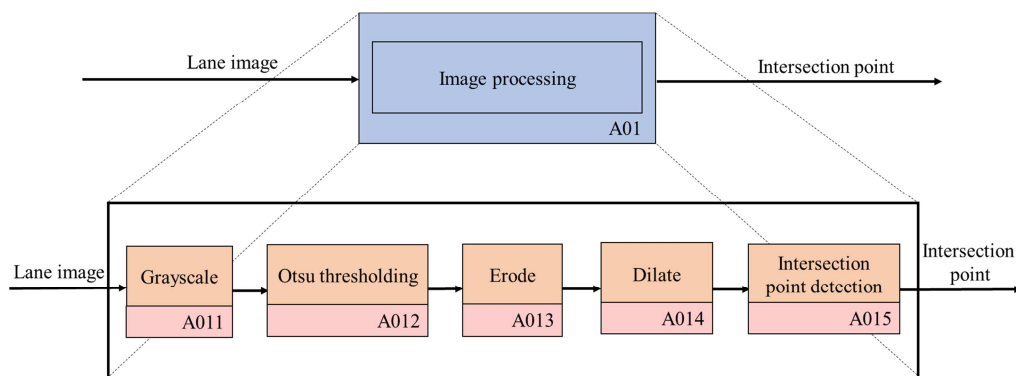 Lane image
Image processing
Intersection point
A01
Lane image
Grayscale
A011
Otsu thresholding
A012
Erode
A013
Dilate
A014
Intersection
point detection
A015
Intersection
point